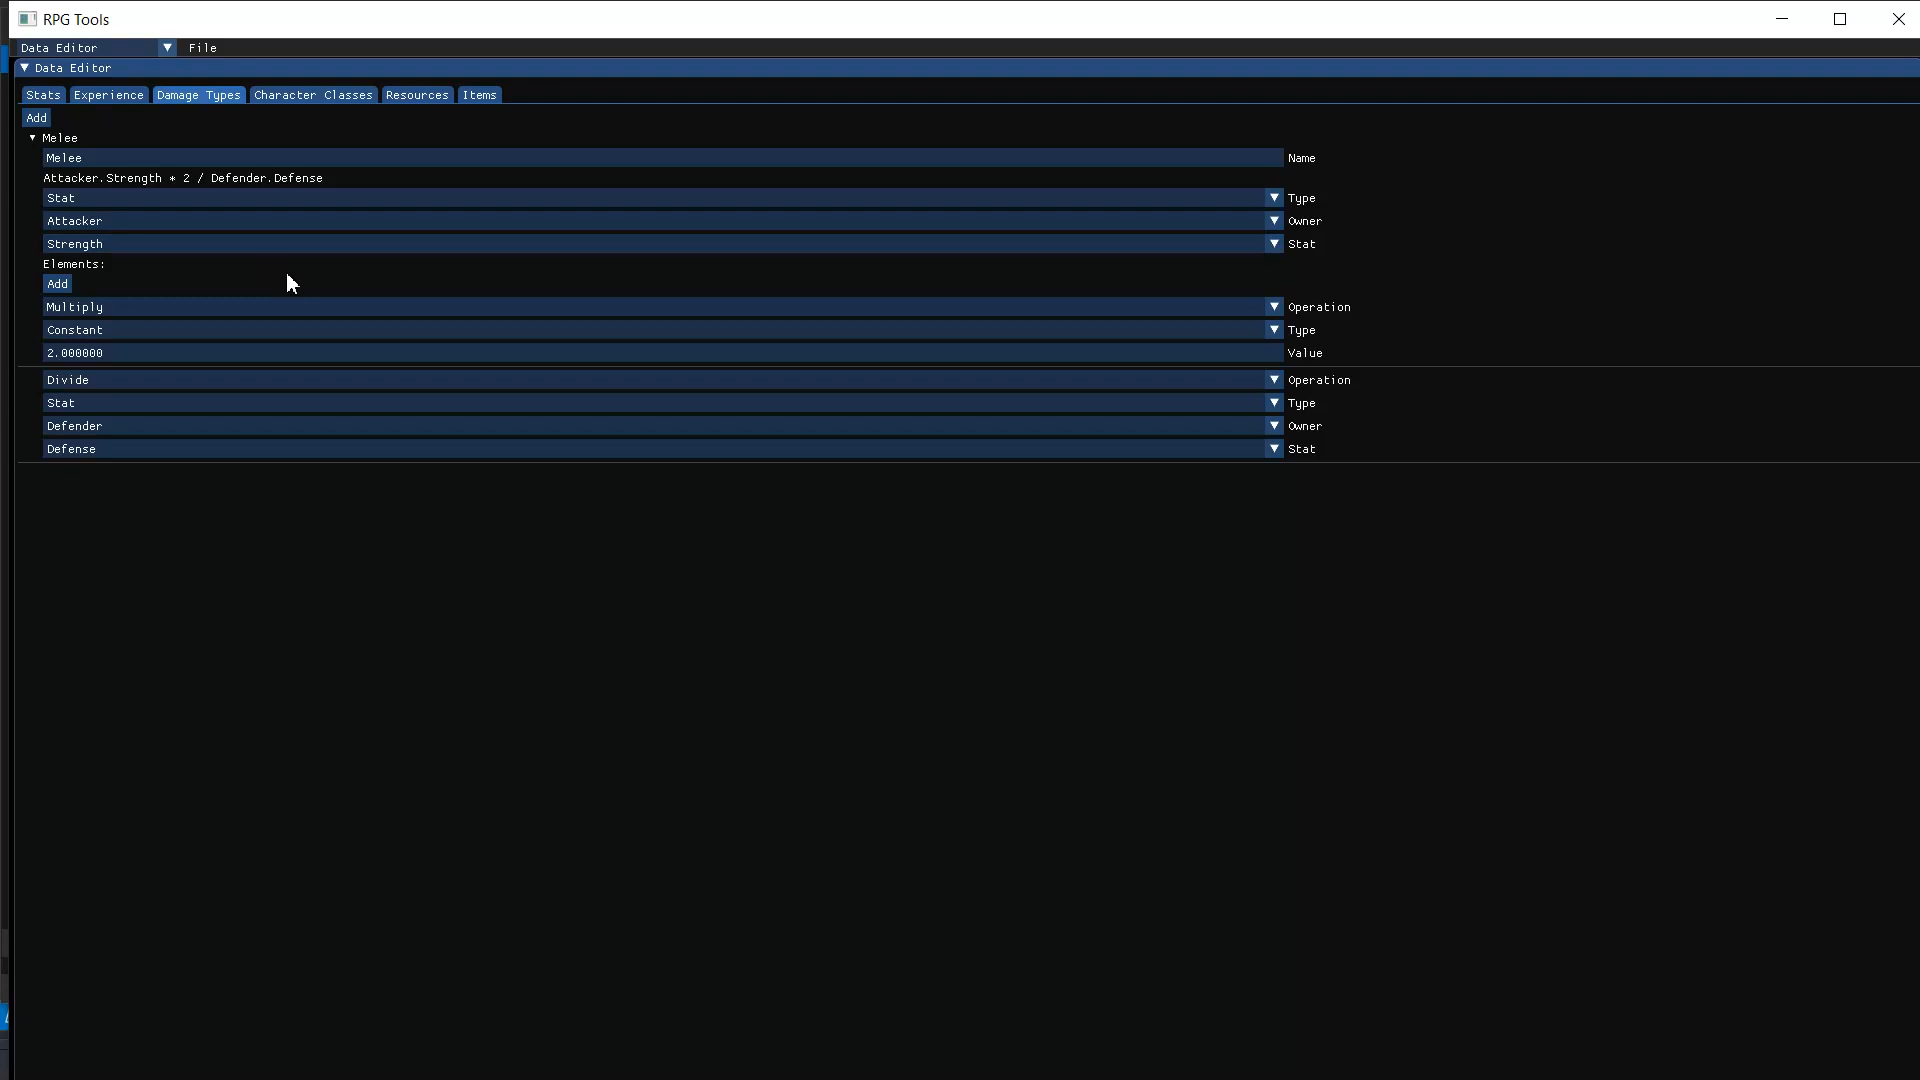 RPG Tools
Data Editor File
Data Editor
Stats Experience Damage Types Character Classes Resources Items
Add
Melee
Melee Name
Attacker.Strength * 2 / Defender.Defense
Stat Type
Attacker Owner
Strength Stat
Elements:
Add
Multiply Operation
Constant Type
2.000000 Value
Divide Operation
Stat Type
Defender Owner
Defense Stat